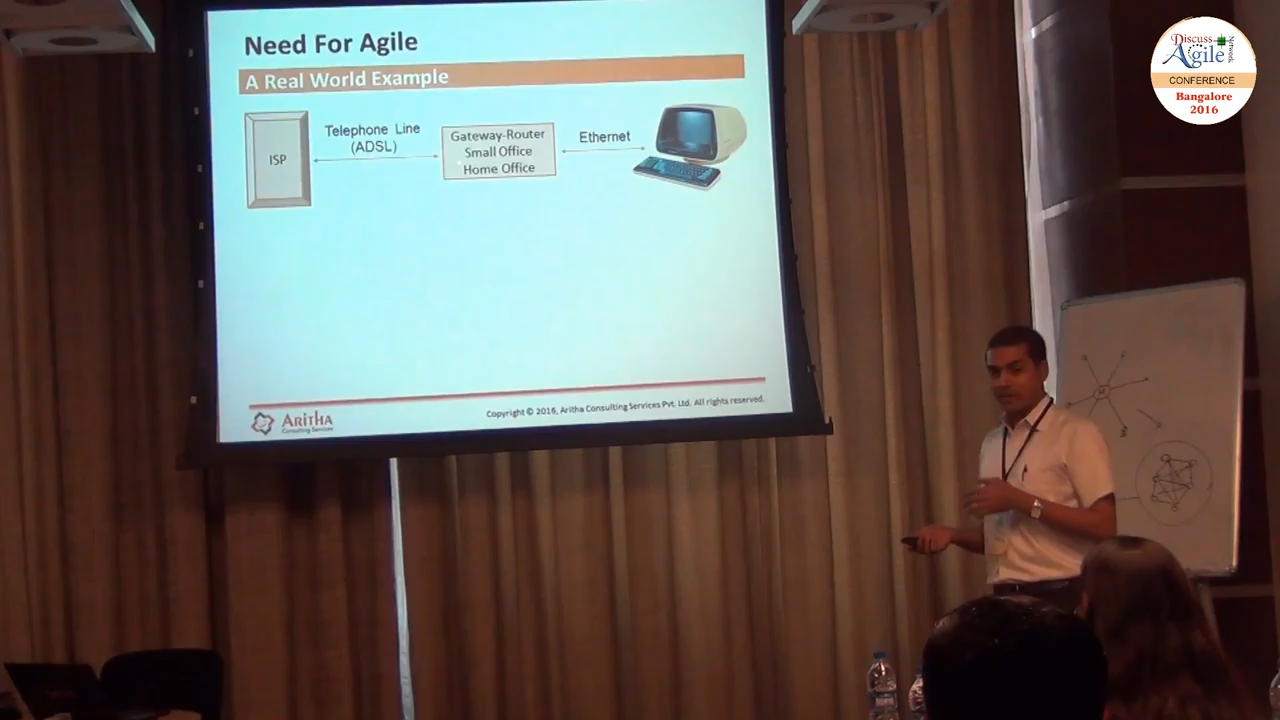 Need For Agile
A Real World Example
ISP
Telephone Line
(ADSL)
Gateway-Router
Small Office
Home Office
Ethernet
ARITHA
Consulting Services
Copyright © 2016, Aritha Consulting Services Pvt. Ltd. All rights reserved.
Discuss
Agile
Network
CONFERENCE
Bangalore
2016